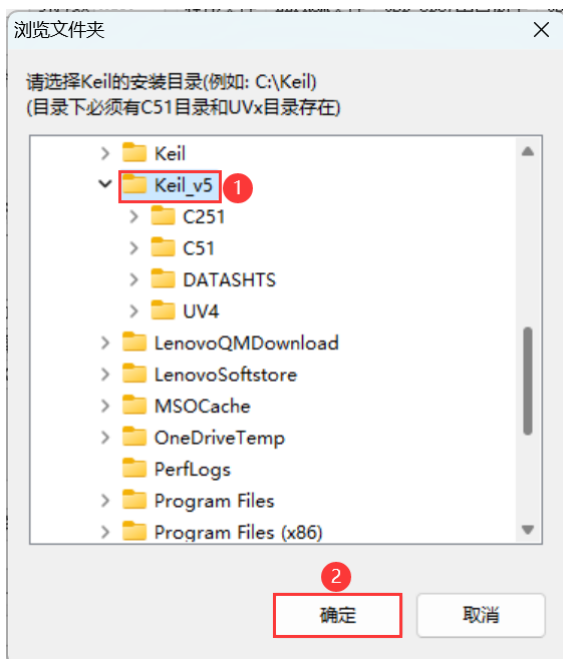 浏览文件夹
请选择Keil的安装目录(例如: C:\Keil)
(目录下必须有C51目录和UVx目录存在)
Keil
Keil_v5 1
C251
C51
DATASHTS
UV4
LenovoQMDownload
LenovoSoftstore
MSOCache
OneDriveTemp
PerfLogs
Program Files
Program Files (x86)
2
确定 取消